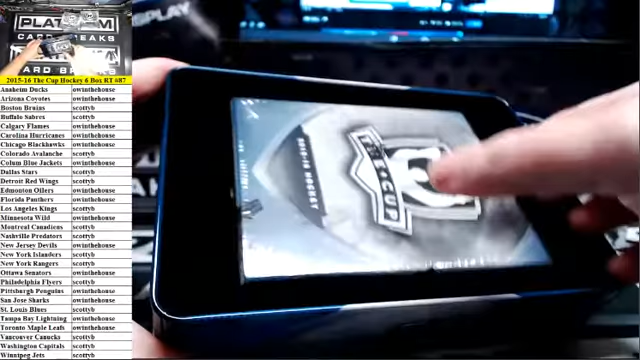 PLATINUM
CARD BREAKS
2015-16 The Cup Hockey 6 Box RT #87
Anaheim Ducks owinthehouse
Arizona Coyotes owinthehouse
Boston Bruins scottyb
Buffalo Sabres scottyb
Calgary Flames owinthehouse
Carolina Hurricanes owinthehouse
Chicago Blackhawks owinthehouse
Colorado Avalanche scottyb
Colum Blue Jackets owinthehouse
Dallas Stars scottyb
Detroit Red Wings scottyb
Edmonton Oilers owinthehouse
Florida Panthers owinthehouse
Los Angeles Kings scottyb
Minnesota Wild owinthehouse
Montreal Canadiens scottyb
Nashville Predators scottyb
New Jersey Devils owinthehouse
New York Islanders scottyb
New York Rangers scottyb
Ottawa Senators owinthehouse
Philadelphia Flyers scottyb
Pittsburgh Penguins owinthehouse
San Jose Sharks owinthehouse
St. Louis Blues scottyb
Tampa Bay Lightning owinthehouse
Toronto Maple Leafs owinthehouse
Vancouver Canucks scottyb
Washington Capitals scottyb
Winnipeg Jets scottyb
2015-16 HOCKEY
THE CUP